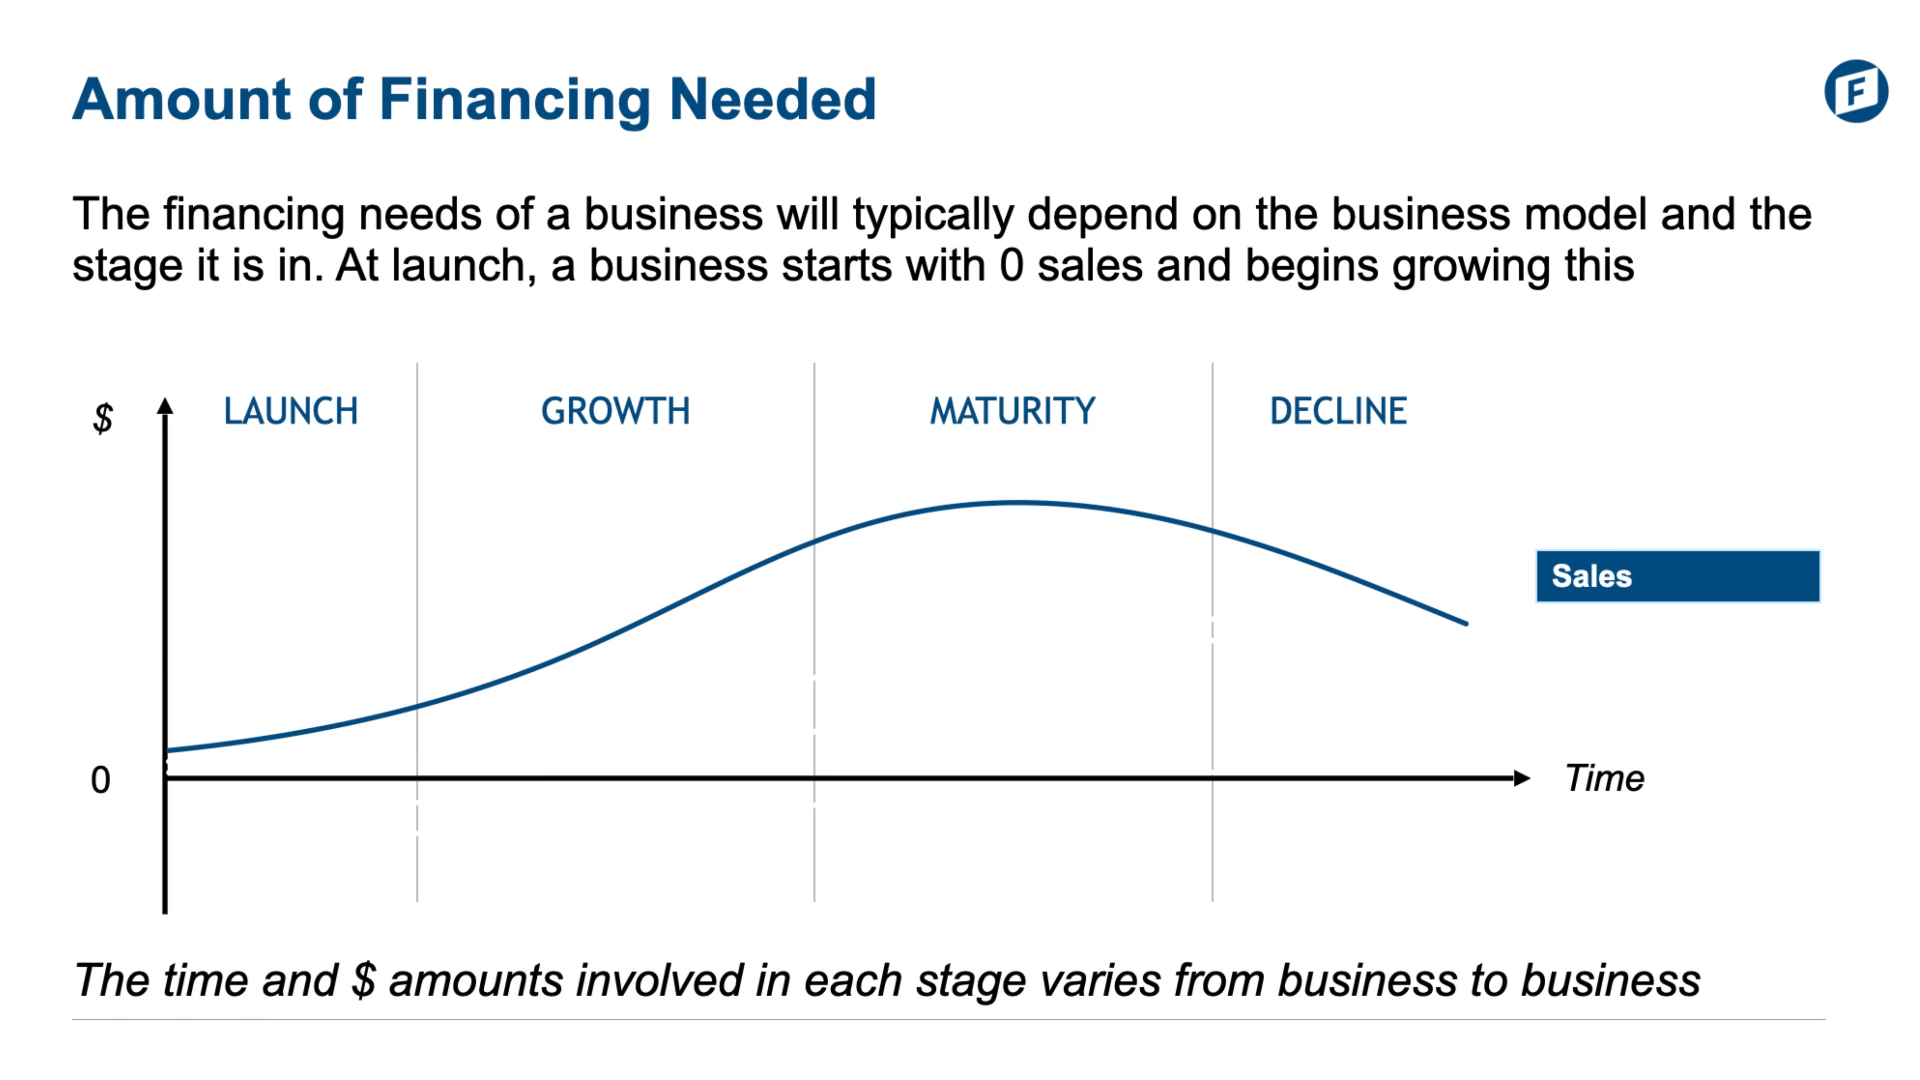 Amount of Financing Needed
F
The financing needs of a business will typically depend on the business model and the
stage it is in. At launch, a business starts with 0 sales and begins growing this
$
LAUNCH
GROWTH
MATURITY
DECLINE
Sales
0
Time
The time and $ amounts involved in each stage varies from business to business